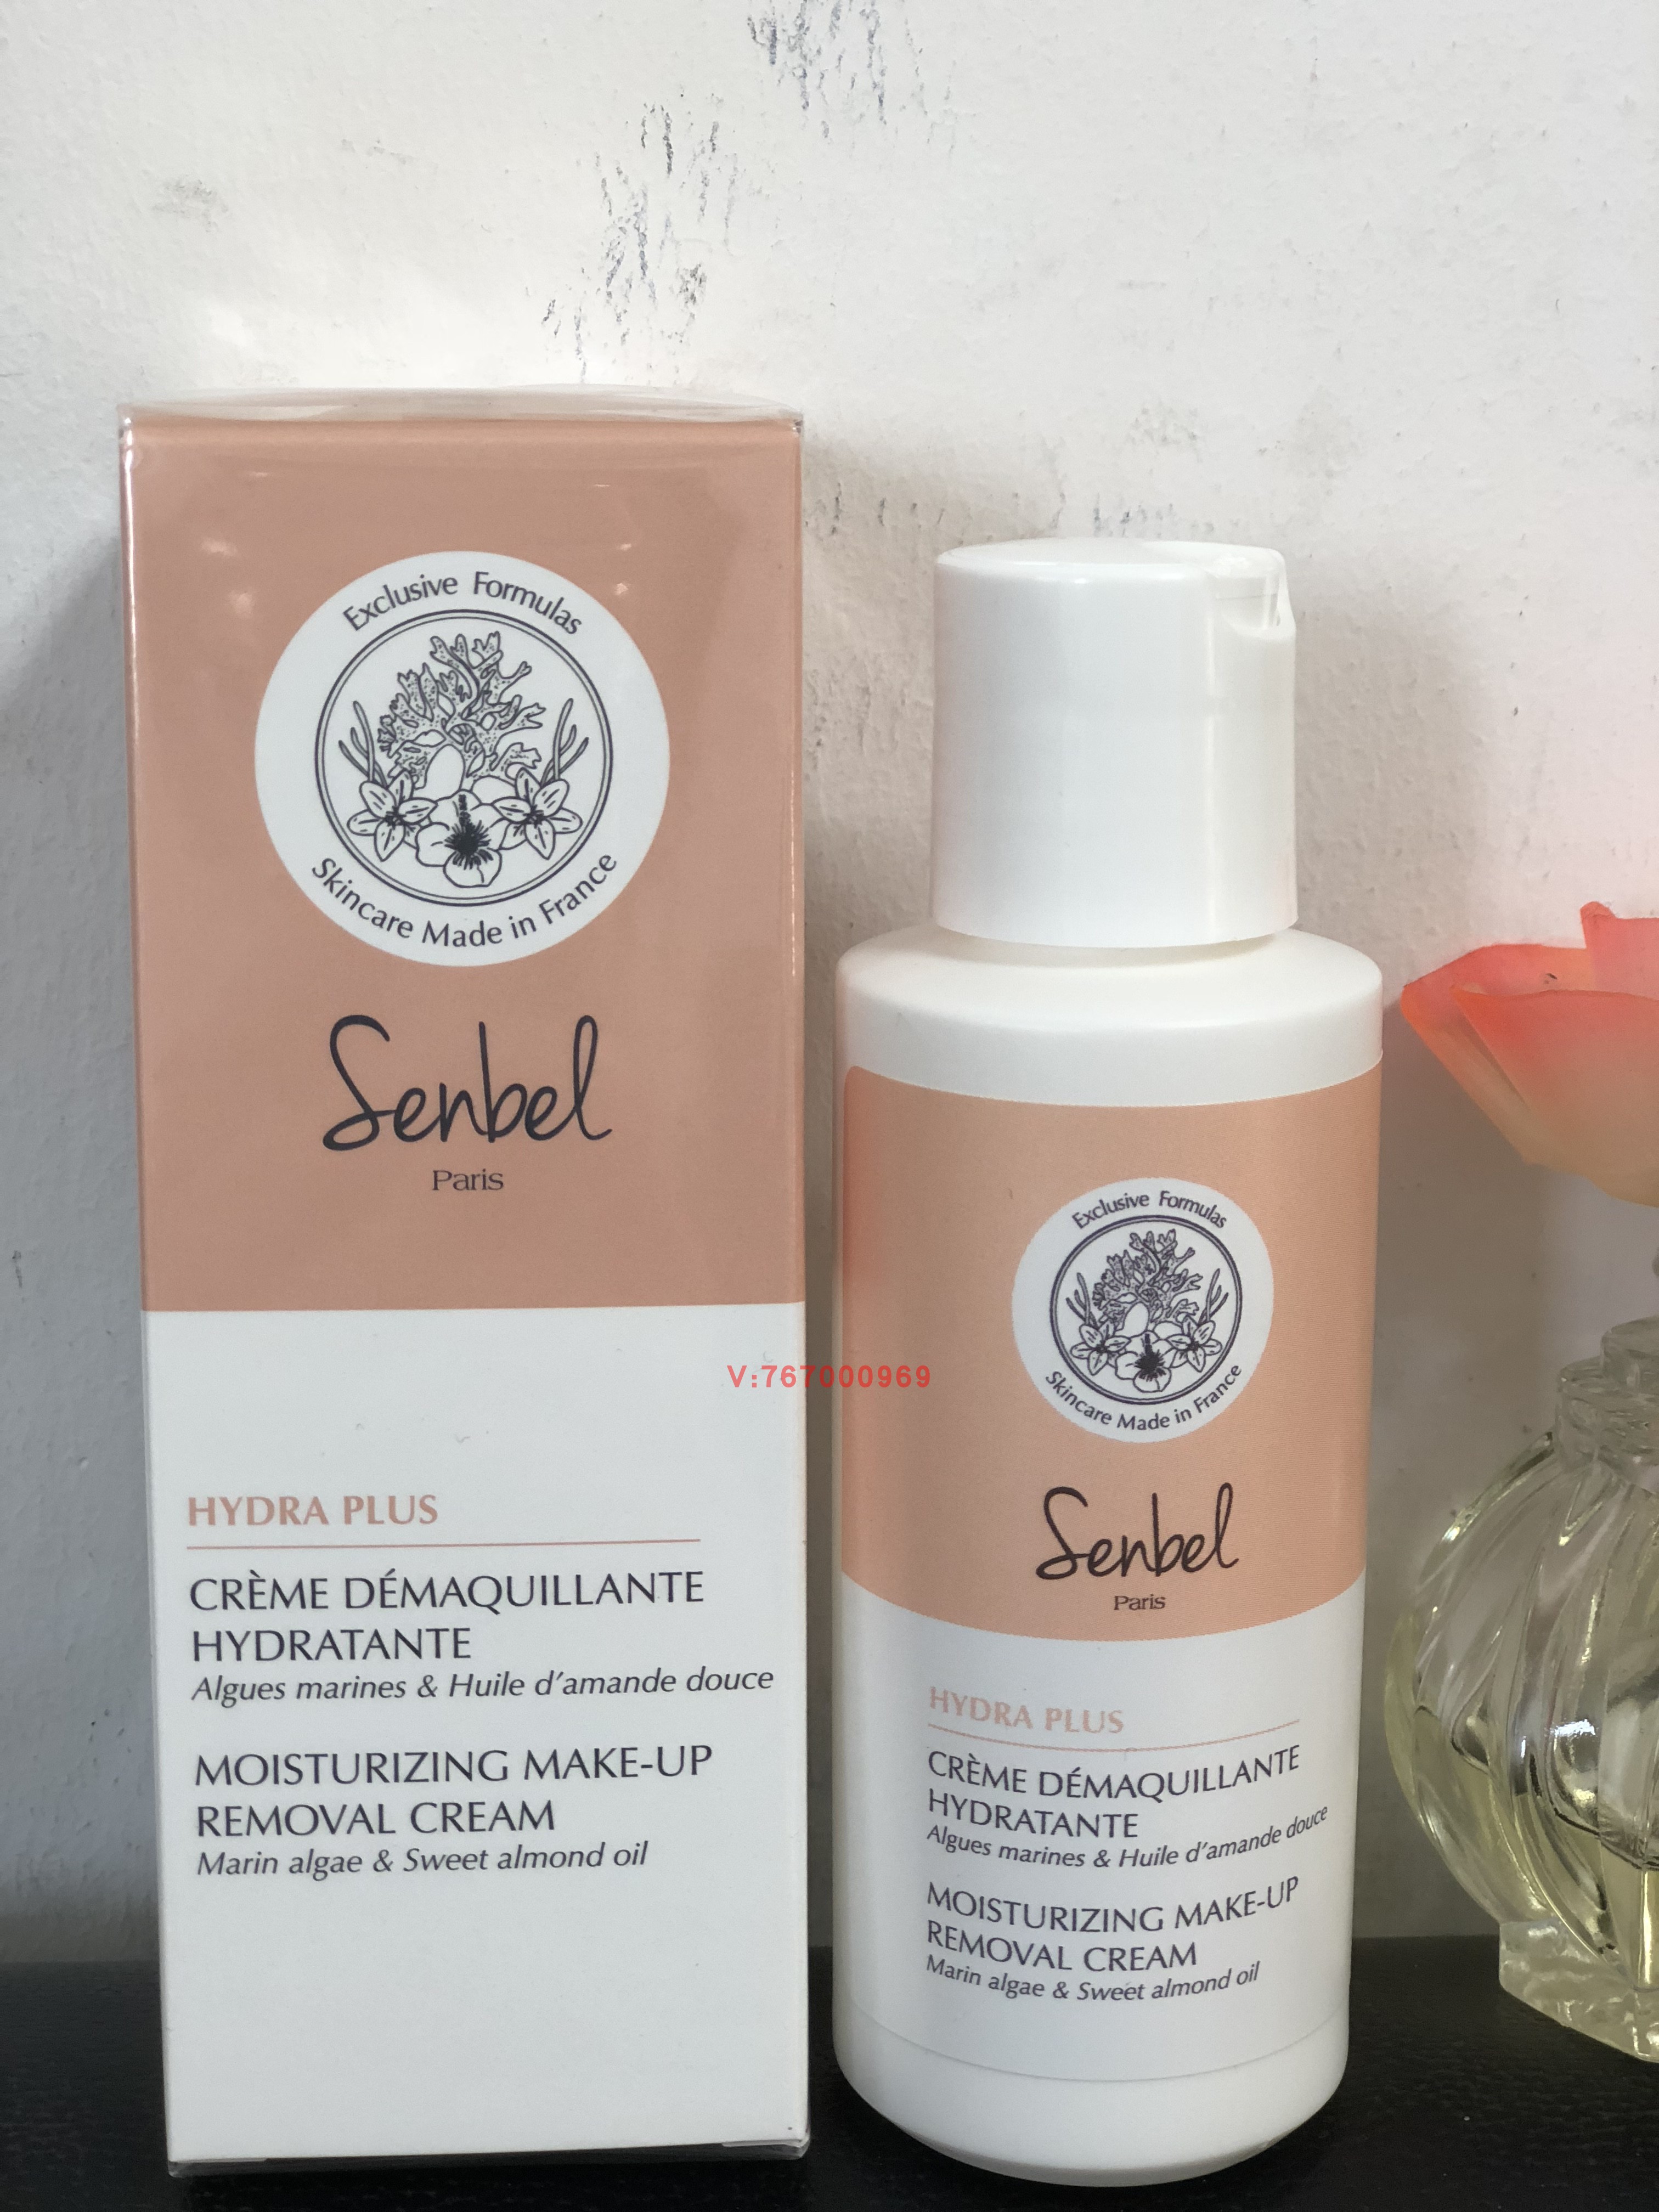 Exclusive Formulas
Skincare Made in France
Senbel
Paris
HYDRA PLUS
CRÈME DÉMAQUILLANTE
HYDRATANTE
Algues marines & Huile d'amande douce
MOISTURIZING MAKE-UP
REMOVAL CREAM
Marin algae & Sweet almond oil
V:767000969
Exclusive Formulas
Skincare Made in France
Senbel
Paris
HYDRA PLUS
CRÈME DÉMAQUILLANTE
HYDRATANTE
Algues marines & Huile d'amande douce
MOISTURIZING MAKE-UP
REMOVAL CREAM
Marin algae & Sweet almond oil